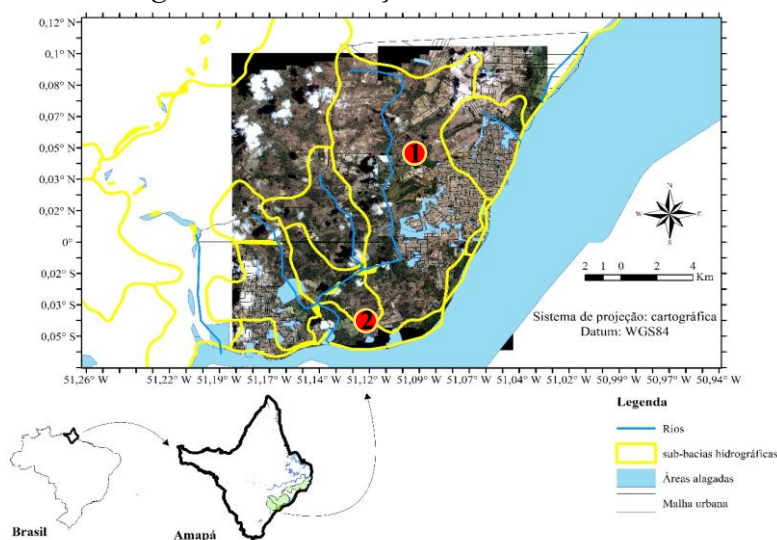 0,12° N
0,1° N
0,08° N
0,07° N
0,05° N
0,02° N
0°
0,02° S
0,03° S
0,05° S
1
2
N
W
S
2 1 0 2 4
Km
Sistema de projeção: cartográfica
Datum: WGS84
51,26° W 51,22° W 51,19° W 51,17° W 51,14° W 51,12° W 51,09° W 51,07° W 51,04° W 51,02° W 50,99° W 50,97° W 50,94° W
Legenda
Rios
sub-bacias hidrográficas
Áreas alagadas
Malha urbana
Brasil
Amapá